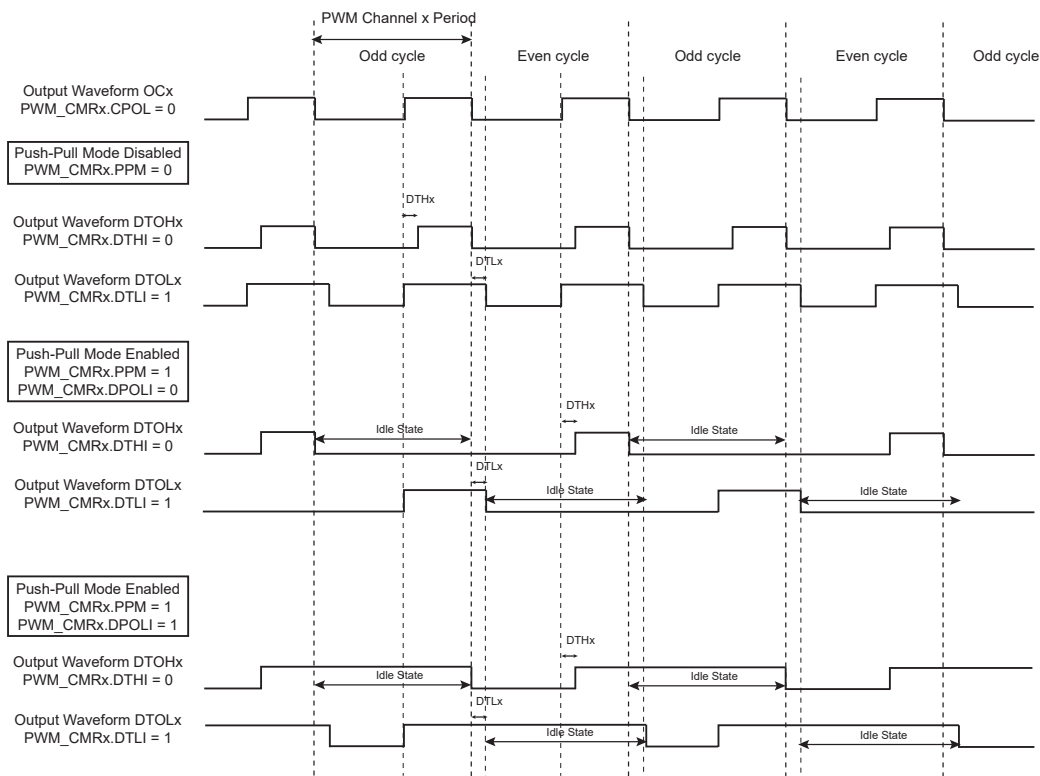 PWM Channel x Period
Odd cycle
Even cycle
Odd cycle
Even cycle
Odd cycle
Output Waveform OCx
PWM_CMRx.CPOL = 0
Push-Pull Mode Disabled
PWM_CMRx.PPM = 0
DTHx
Output Waveform DTOHx
PWM_CMRx.DTHI = 0
DTLx
Output Waveform DTOLx
PWM_CMRx.DTLI = 1
Push-Pull Mode Enabled
PWM_CMRx.PPM = 1
PWM_CMRx.DPOLI = 0
DTHx
Output Waveform DTOHx
PWM_CMRx.DTHI = 0
Idle State
Idle State
DTLx
Output Waveform DTOLx
PWM_CMRx.DTLI = 1
Idle State
Idle State
Push-Pull Mode Enabled
PWM_CMRx.PPM = 1
PWM_CMRx.DPOLI = 1
DTHx
Output Waveform DTOHx
PWM_CMRx.DTHI = 0
Idle State
Idle State
DTLx
Output Waveform DTOLx
PWM_CMRx.DTLI = 1
Idle State
Idle State